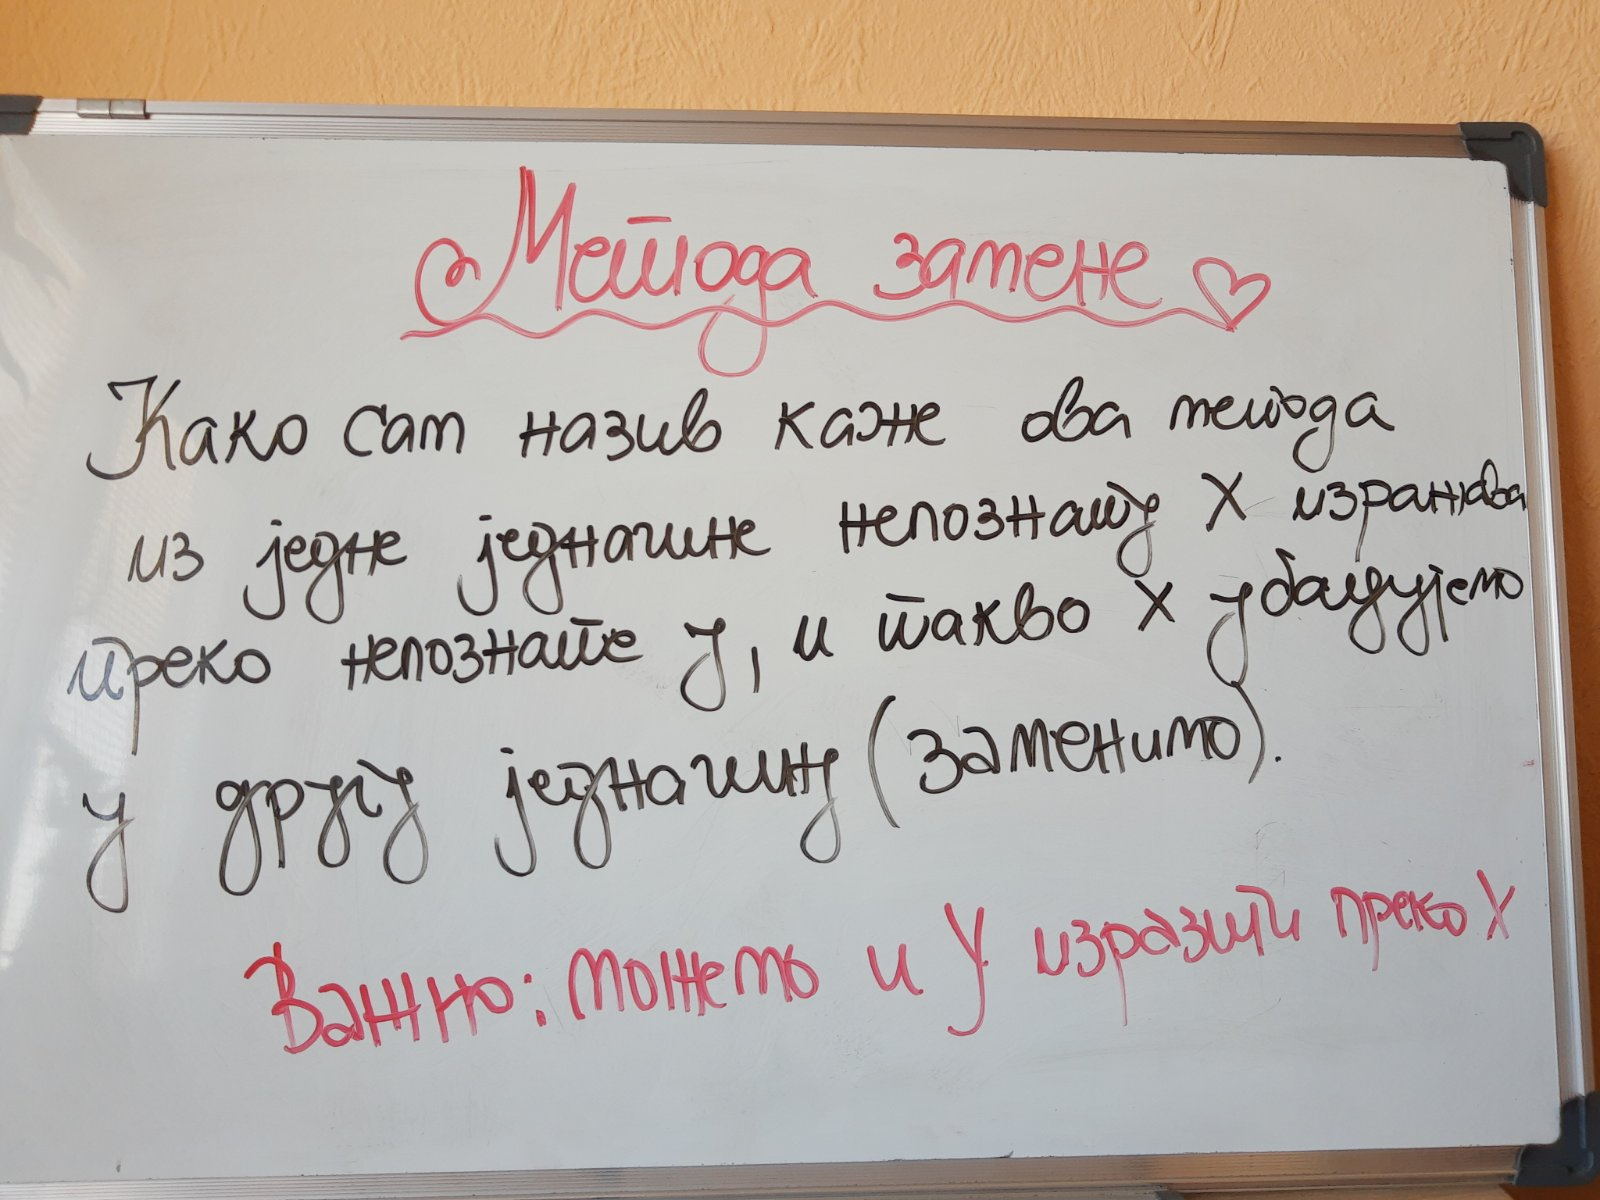 Метода замене
Како сам назив каже ова метода
из једне једначине непознату X изражава
преко непознате y, и такво X убацујемо
у другу једначину (заменимо).
Важно: можемо и У изразити преко X